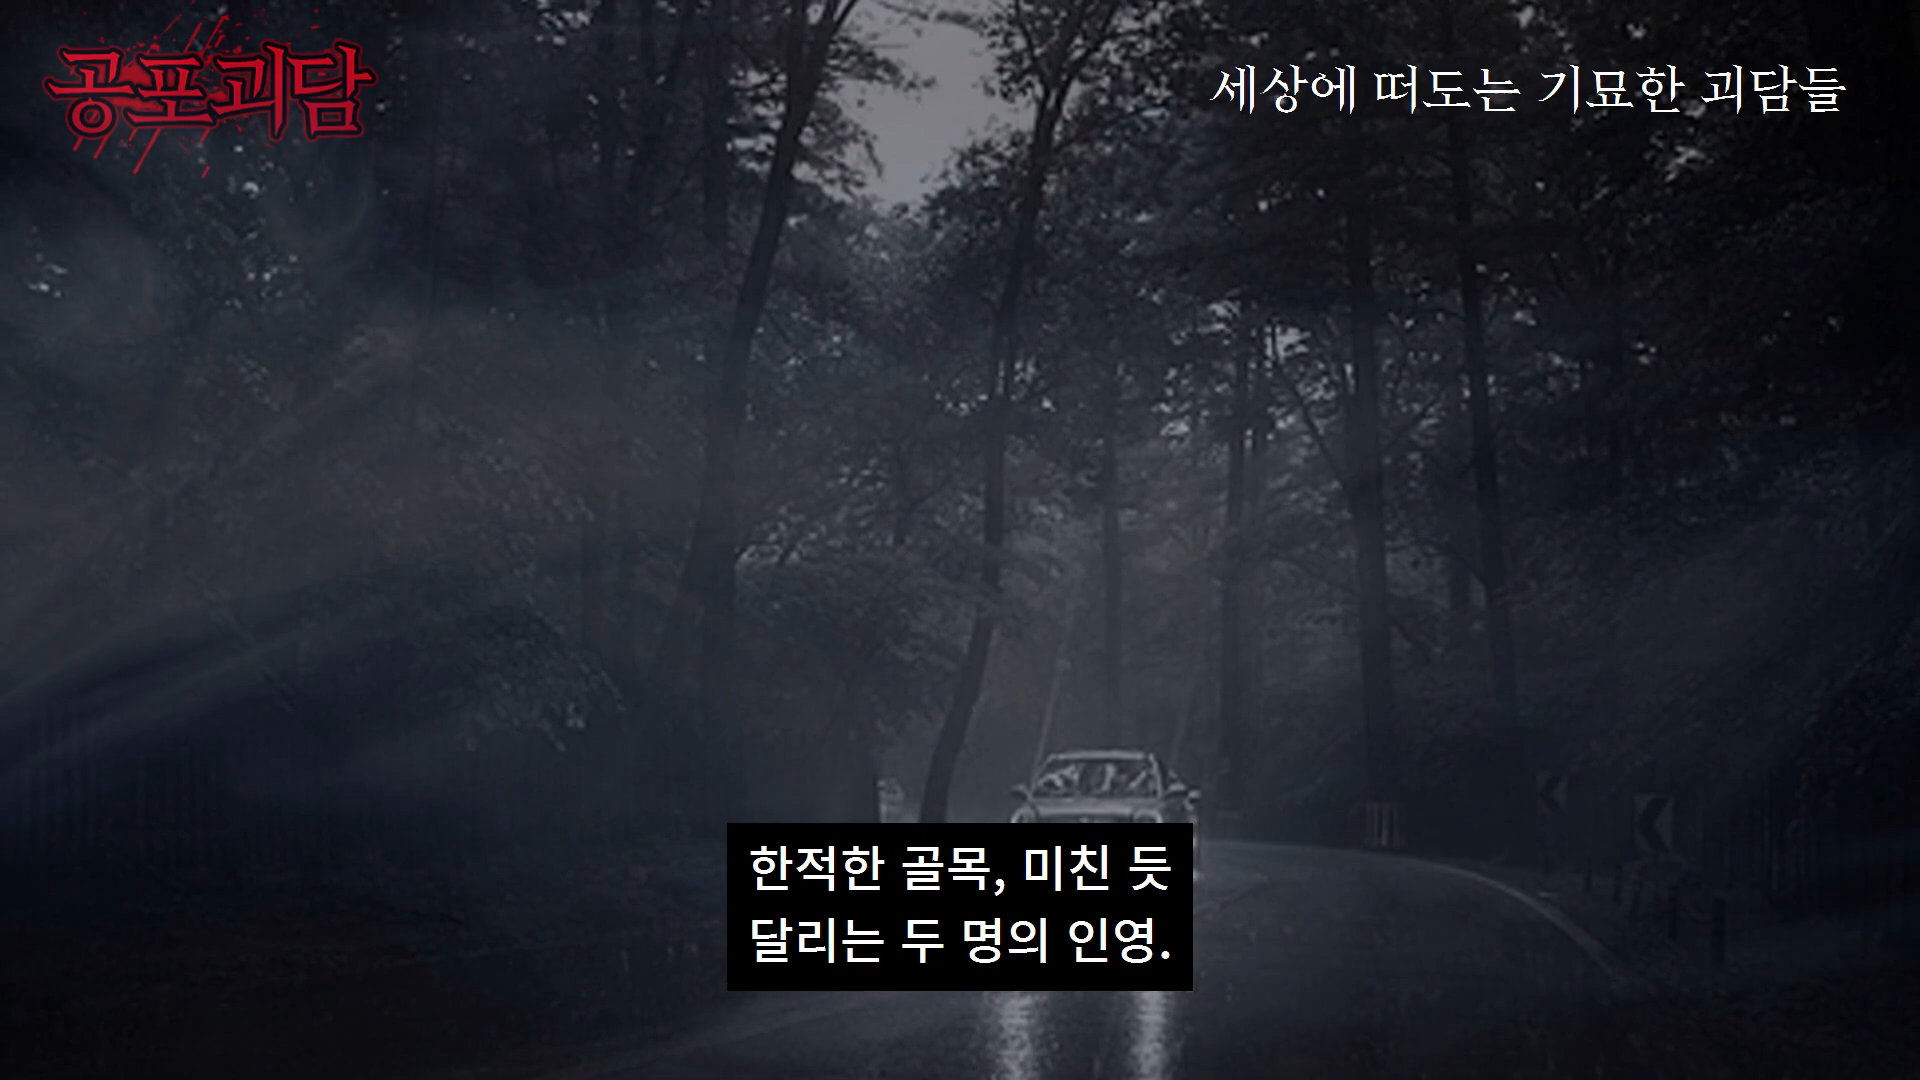 공포괴담
세상에 떠도는 기묘한 괴담들
한적한 골목, 미친 듯
달리는 두 명의 인영.